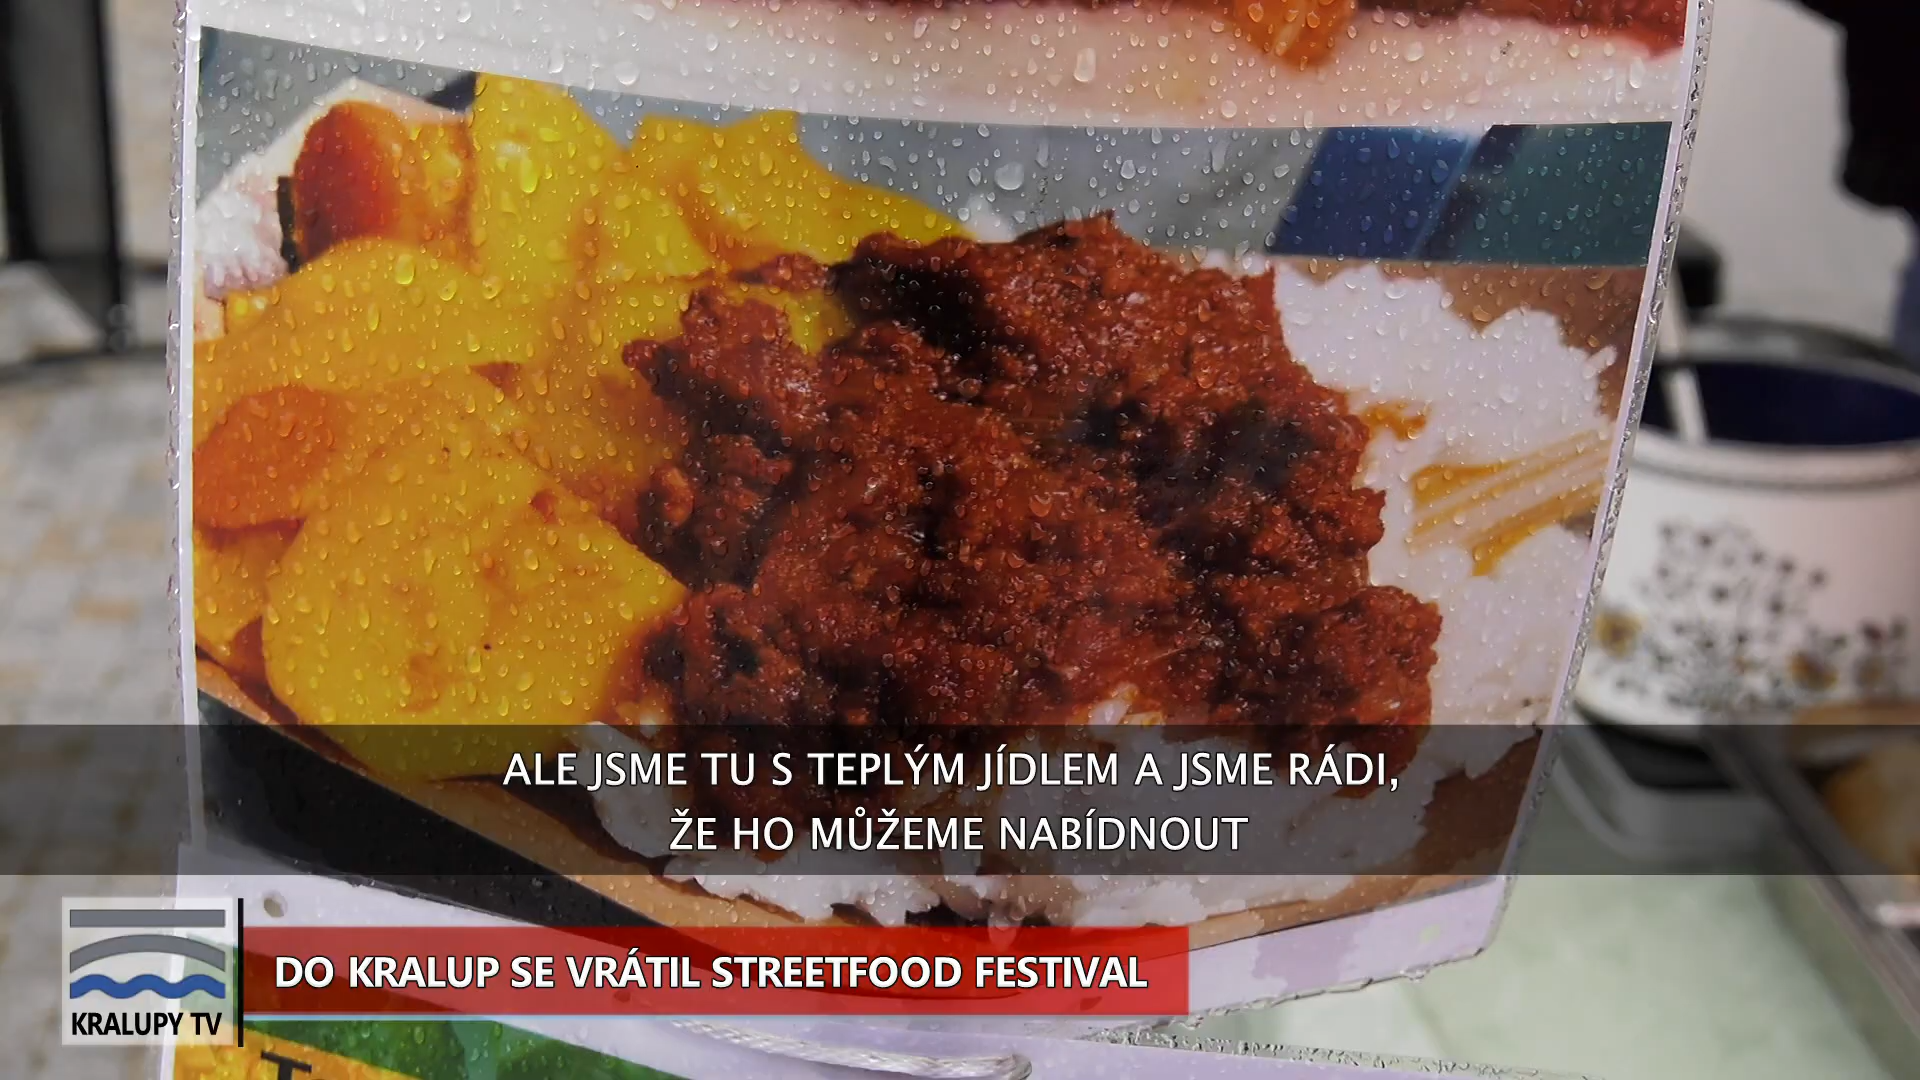 ALE JSME TU S TEPLÝM JÍDLEM A JSME RÁDI,
ŽE HO MŮŽEME NABÍDNOUT
DO KRALUP SE VRÁTIL STREETFOOD FESTIVAL
KRALUPY TV